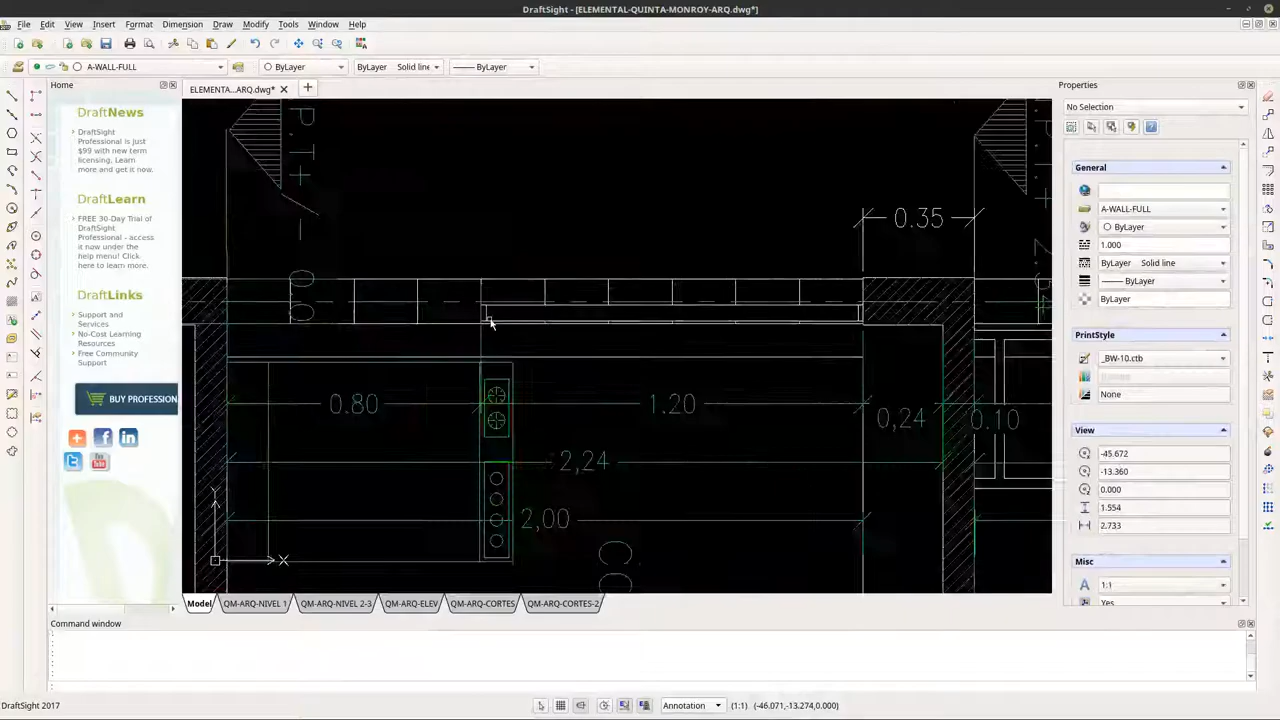 DraftSight - [ELEMENTAL-QUINTA-MONROY-ARQ.dwg*]
File Edit View Insert Format Dimension Draw Modify Tools Window Help
A-WALL-FULL ByLayer ByLayer Solid line ByLayer
Home
ELEMENTA...ARQ.dwg*
Properties
No Selection
DraftNews
DraftSight
Professional is just
$99 with new term
licensing. Learn
more and get it now.
DraftLearn
FREE 30-Day Trial of
DraftSight
Professional - access
it now under the
help menu! Click
here to learn more.
DraftLinks
Support and
Services
No-Cost Learning
Resources
Free Community
Support
BUY PROFESSION
P.T+/-
0.0
0.35
0.80
1.20
0,24
0.10
2,24
2,00
CO
Y
X
General
A-WALL-FULL
ByLayer
1.000
ByLayer Solid line
ByLayer
ByLayer
PrintStyle
_BW-10.ctb
None
View
-45.672
-13.360
0.000
1.554
2.733
Misc
1:1
Yes
Model QM-ARQ-NIVEL 1 QM-ARQ-NIVEL 2-3 QM-ARQ-ELEV QM-ARQ-CORTES QM-ARQ-CORTES-2
Command window
DraftSight 2017
Annotation (1:1) (-46.071,-13.274,0.000)